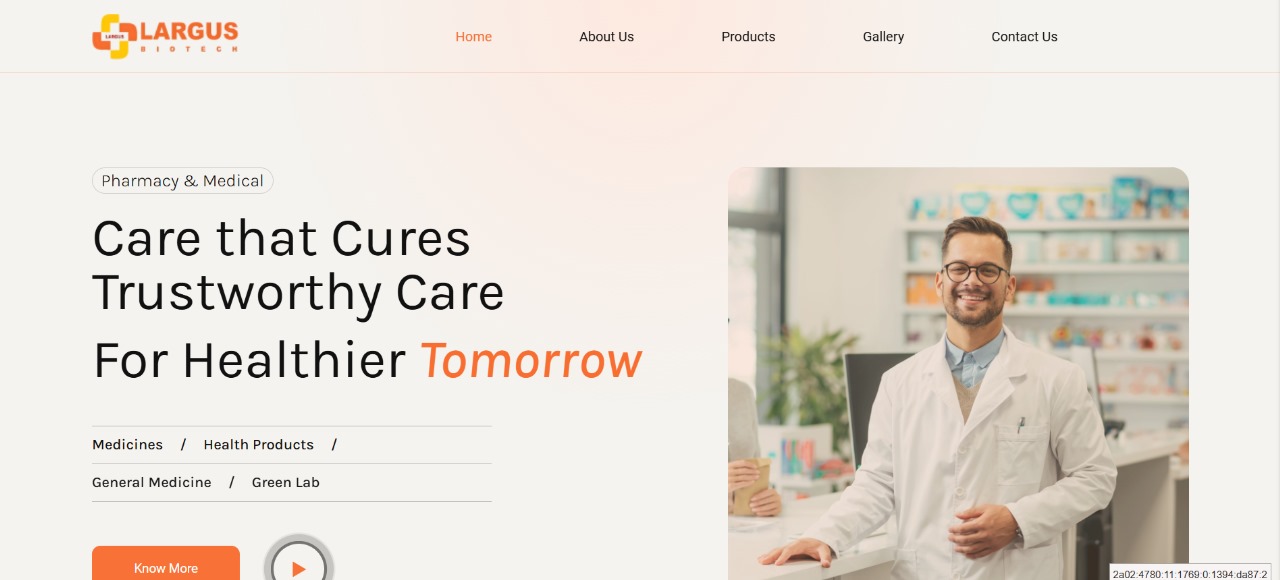 LARGUS
BIOTECH
Home
About Us
Products
Gallery
Contact Us
Pharmacy & Medical
Care that Cures
Trustworthy Care
For Healthier Tomorrow
Medicines / Health Products /
General Medicine / Green Lab
Know More
2a02:4780:11:1769:0:1394:da87:2